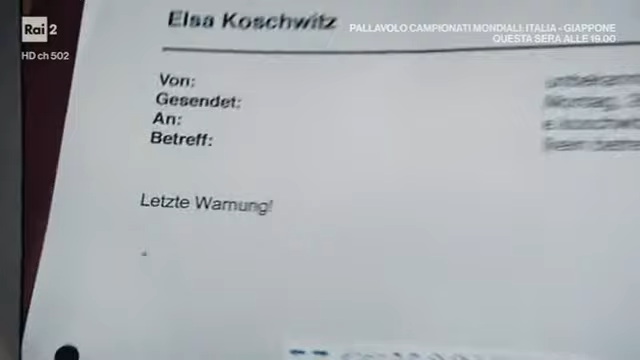 Rai 2
HD ch 502
PALLAVOLO CAMPIONATI MONDIALI: ITALIA - GIAPPONE
QUESTA SERA ALLE 19.00
Elsa Koschwitz
Von:
Gesendet:
An:
Betreff:
Letzte Warnung!